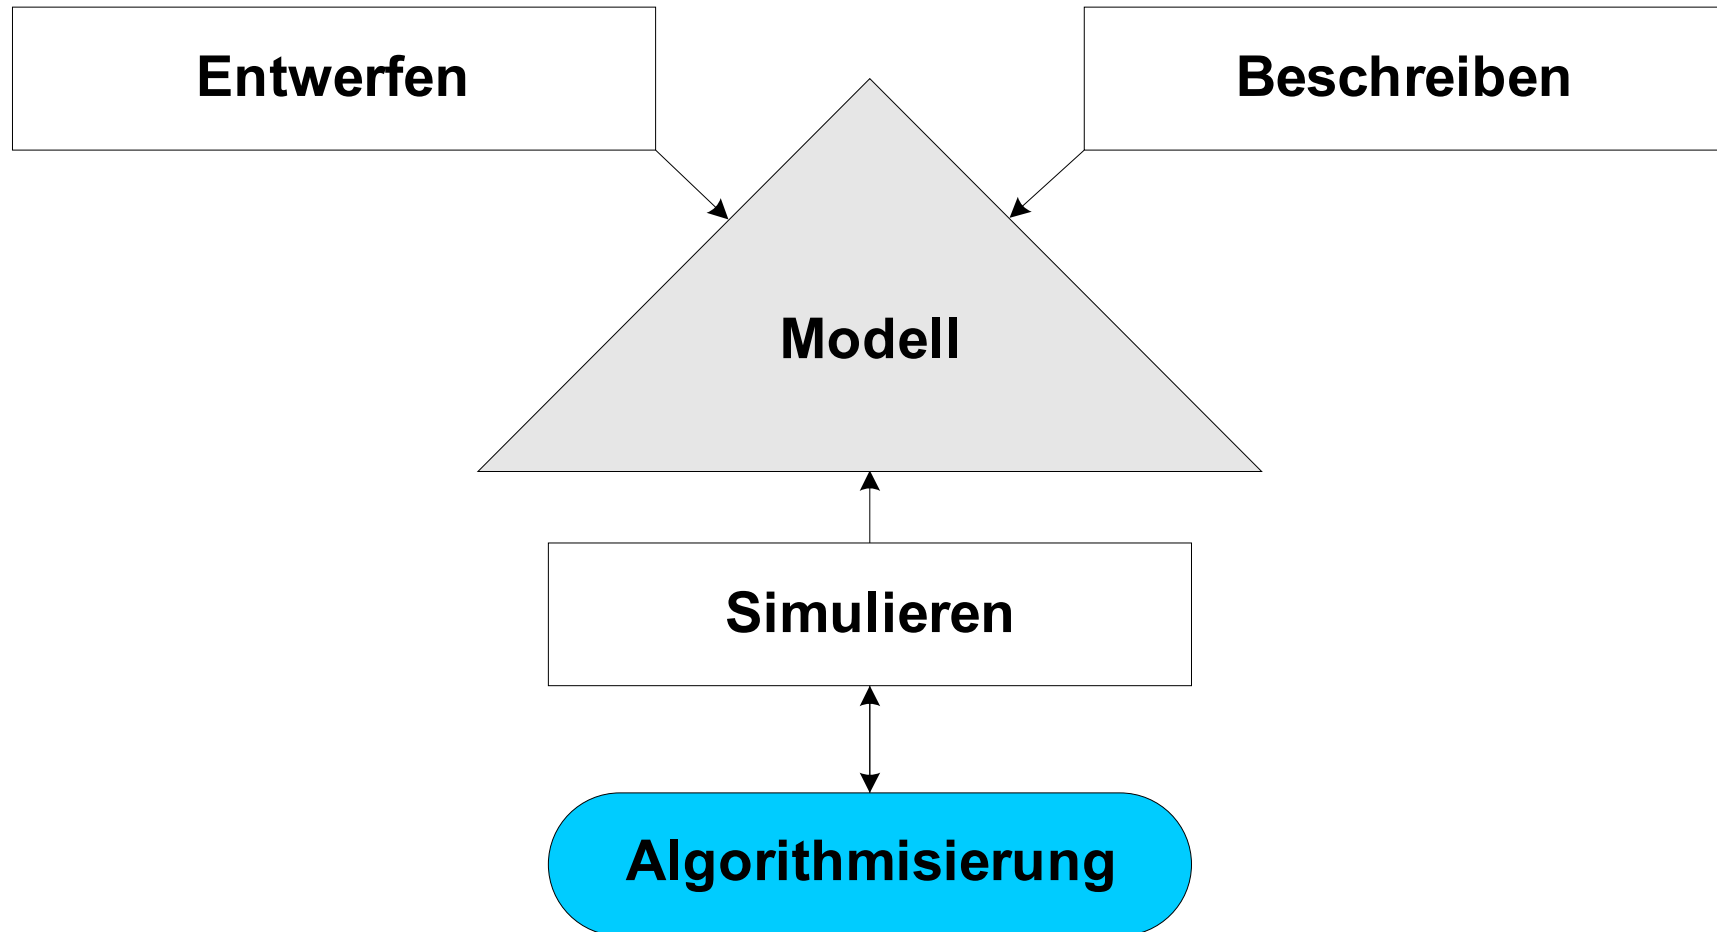 Entwerfen
Beschreiben
Modell
Simulieren
Algorithmisierung